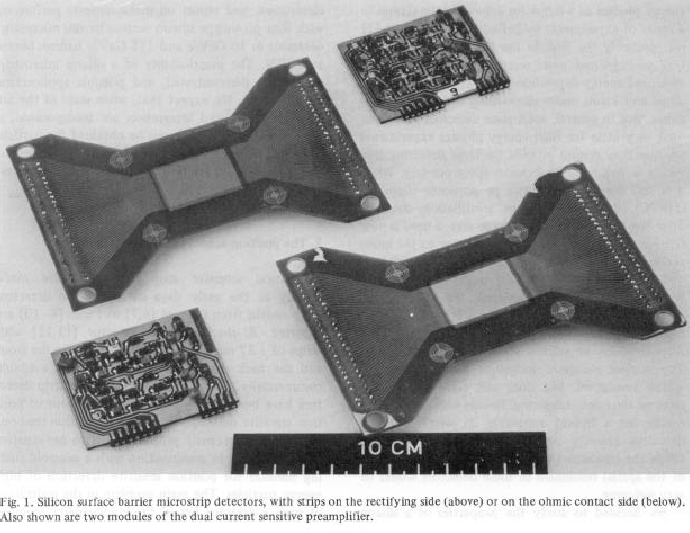 9
10 CM
Fig. 1. Silicon surface barrier microstrip detectors, with strips on the rectifying side (above) or on the ohmic contact side (below).
Also shown are two modules of the dual current sensitive preamplifier.